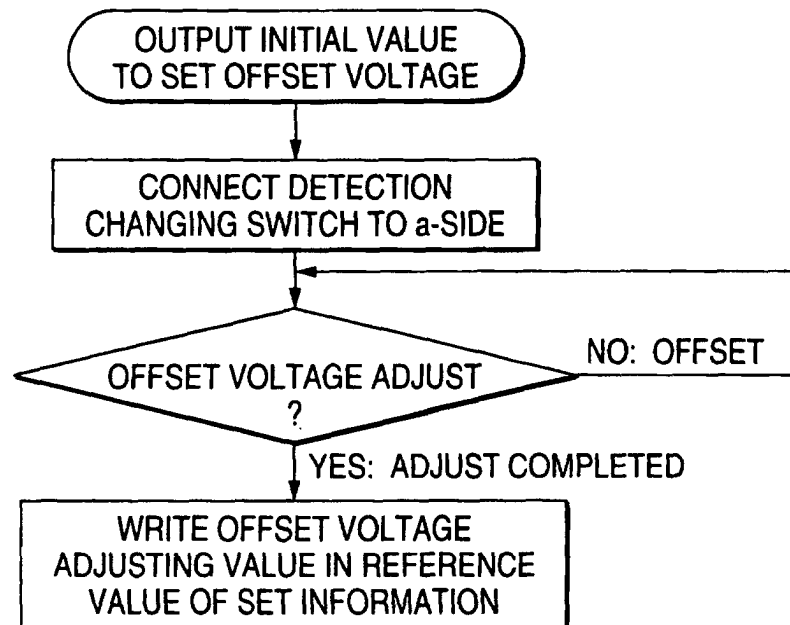 OUTPUT INITIAL VALUE
TO SET OFFSET VOLTAGE
CONNECT DETECTION
CHANGING SWITCH TO a-SIDE
NO: OFFSET
OFFSET VOLTAGE ADJUST
?
YES: ADJUST COMPLETED
WRITE OFFSET VOLTAGE
ADJUSTING VALUE IN REFERENCE
VALUE OF SET INFORMATION